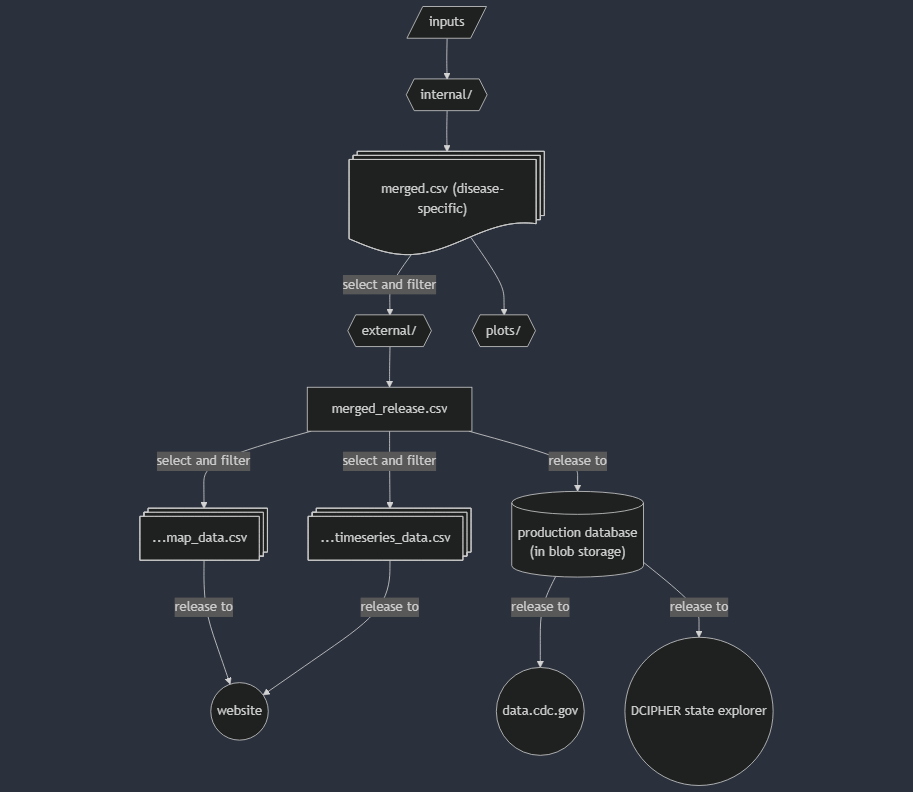 inputs
internal/
merged.csv (disease-
specific)
select and filter
external/
plots/
merged_release.csv
select and filter
select and filter
release to
...map_data.csv
...timeseries_data.csv
production database
(in blob storage)
release to
release to
release to
release to
website
data.cdc.gov
DCIPHER state explorer